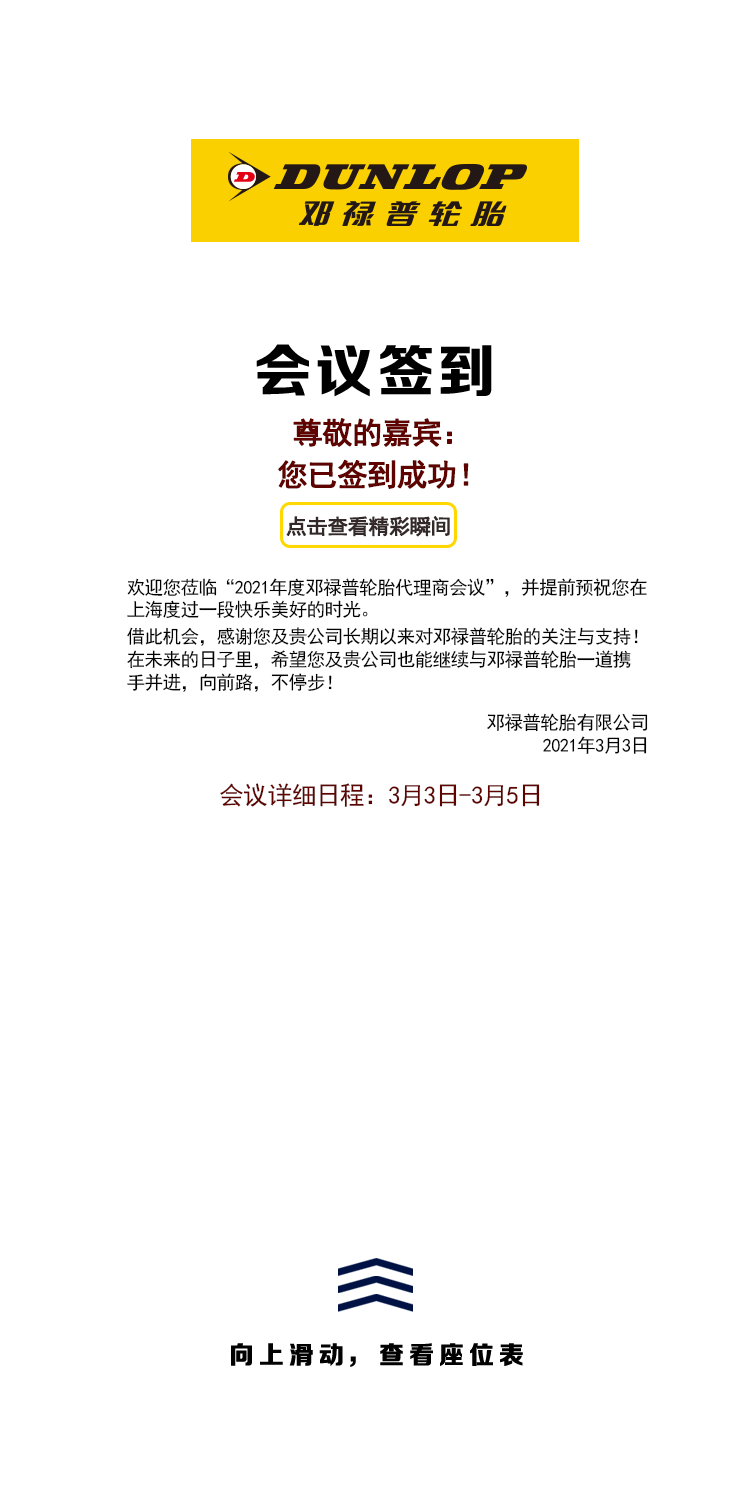 D DUNLOP
邓禄普轮胎
会议签到
尊敬的嘉宾：
您已签到成功！
点击查看精彩瞬间
欢迎您莅临“2021年度邓禄普轮胎代理商会议”，并提前预祝您在
上海度过一段快乐美好的时光。
借此机会，感谢您及贵公司长期以来对邓禄普轮胎的关注与支持！
在未来的日子里，希望您及贵公司也能继续与邓禄普轮胎一道携
手并进，向前路，不停步！
邓禄普轮胎有限公司
2021年3月3日
会议详细日程：3月3日-3月5日
向上滑动，查看座位表